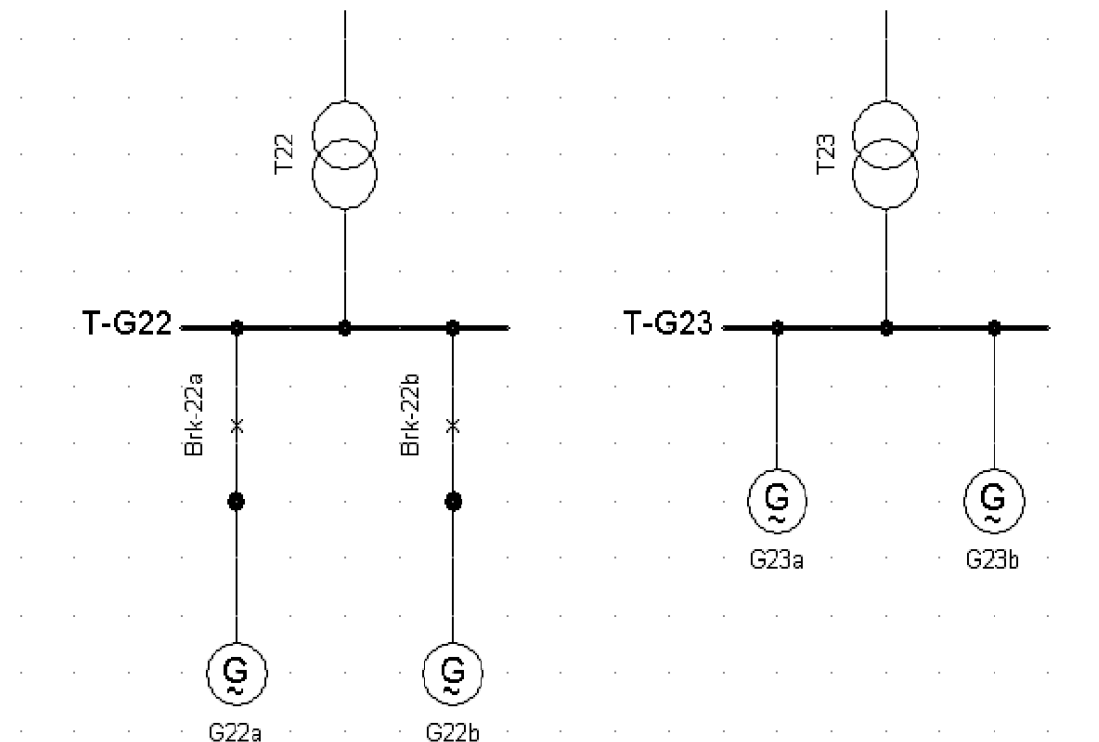 T22
T23
T-G22
T-G23
Brk-22a
Brk-22b
G
G
G23a
G23b
G
G
G22a
G22b